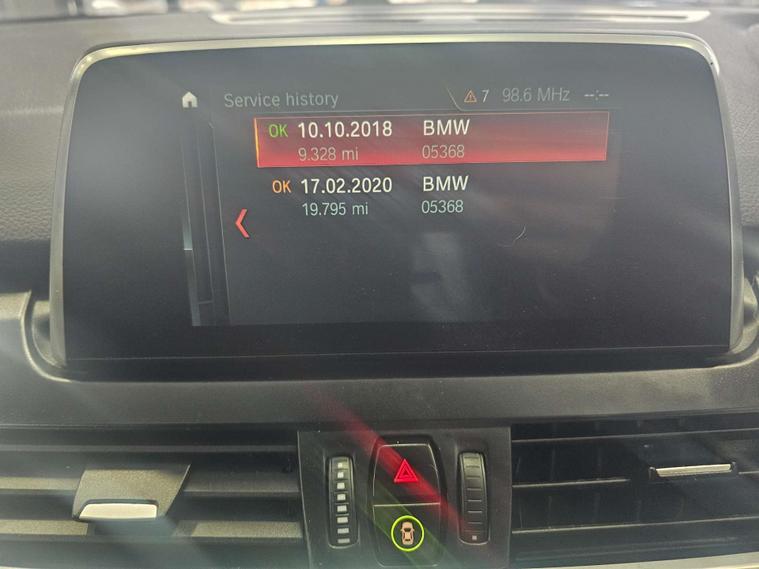 Service history 7 98.6 MHz --:--
OK 10.10.2018 BMW
9.328 mi 05368
OK 17.02.2020 BMW
19.795 mi 05368